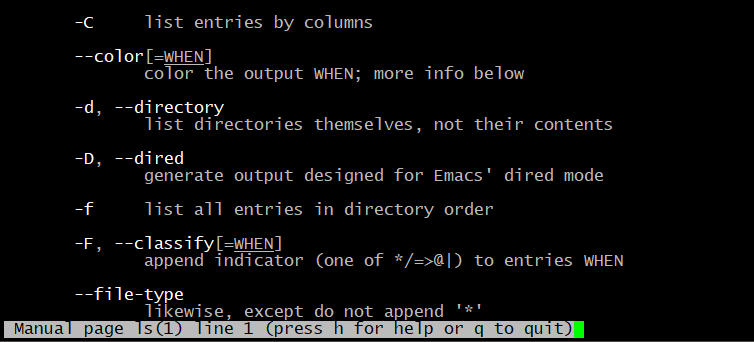 -C     list entries by columns
--color[=WHEN]
color the output WHEN; more info below
-d, --directory
list directories themselves, not their contents
-D, --dired
generate output designed for Emacs' dired mode
-f     list all entries in directory order
-F, --classify[=WHEN]
append indicator (one of */=>@|) to entries WHEN
--file-type
likewise, except do not append '*'
Manual page ls(1) line 1 (press h for help or q to quit)